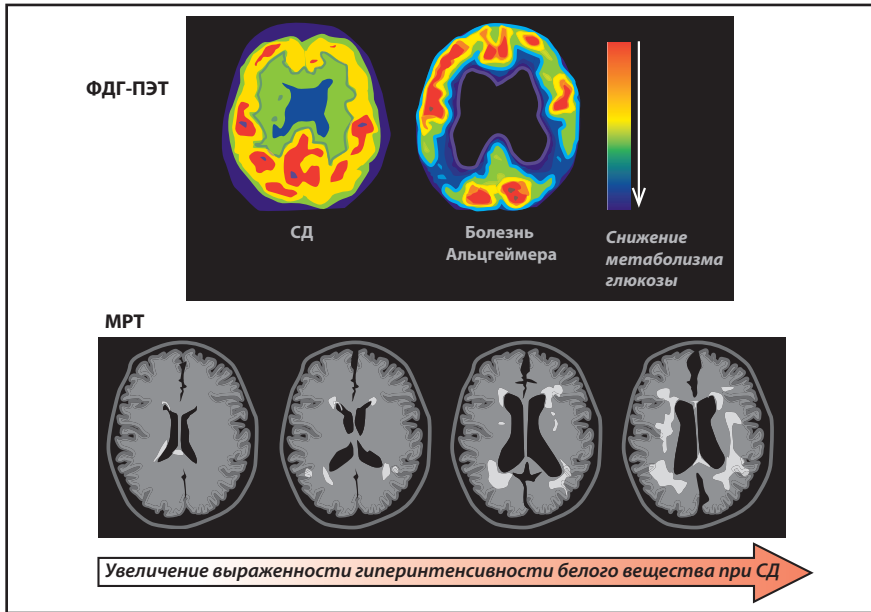 ФДГ-ПЭТ
СД
Болезнь
Альцгеймера
Снижение
метаболизма
глюкозы
МРТ
Увеличение выраженности гиперинтенсивности белого вещества при СД